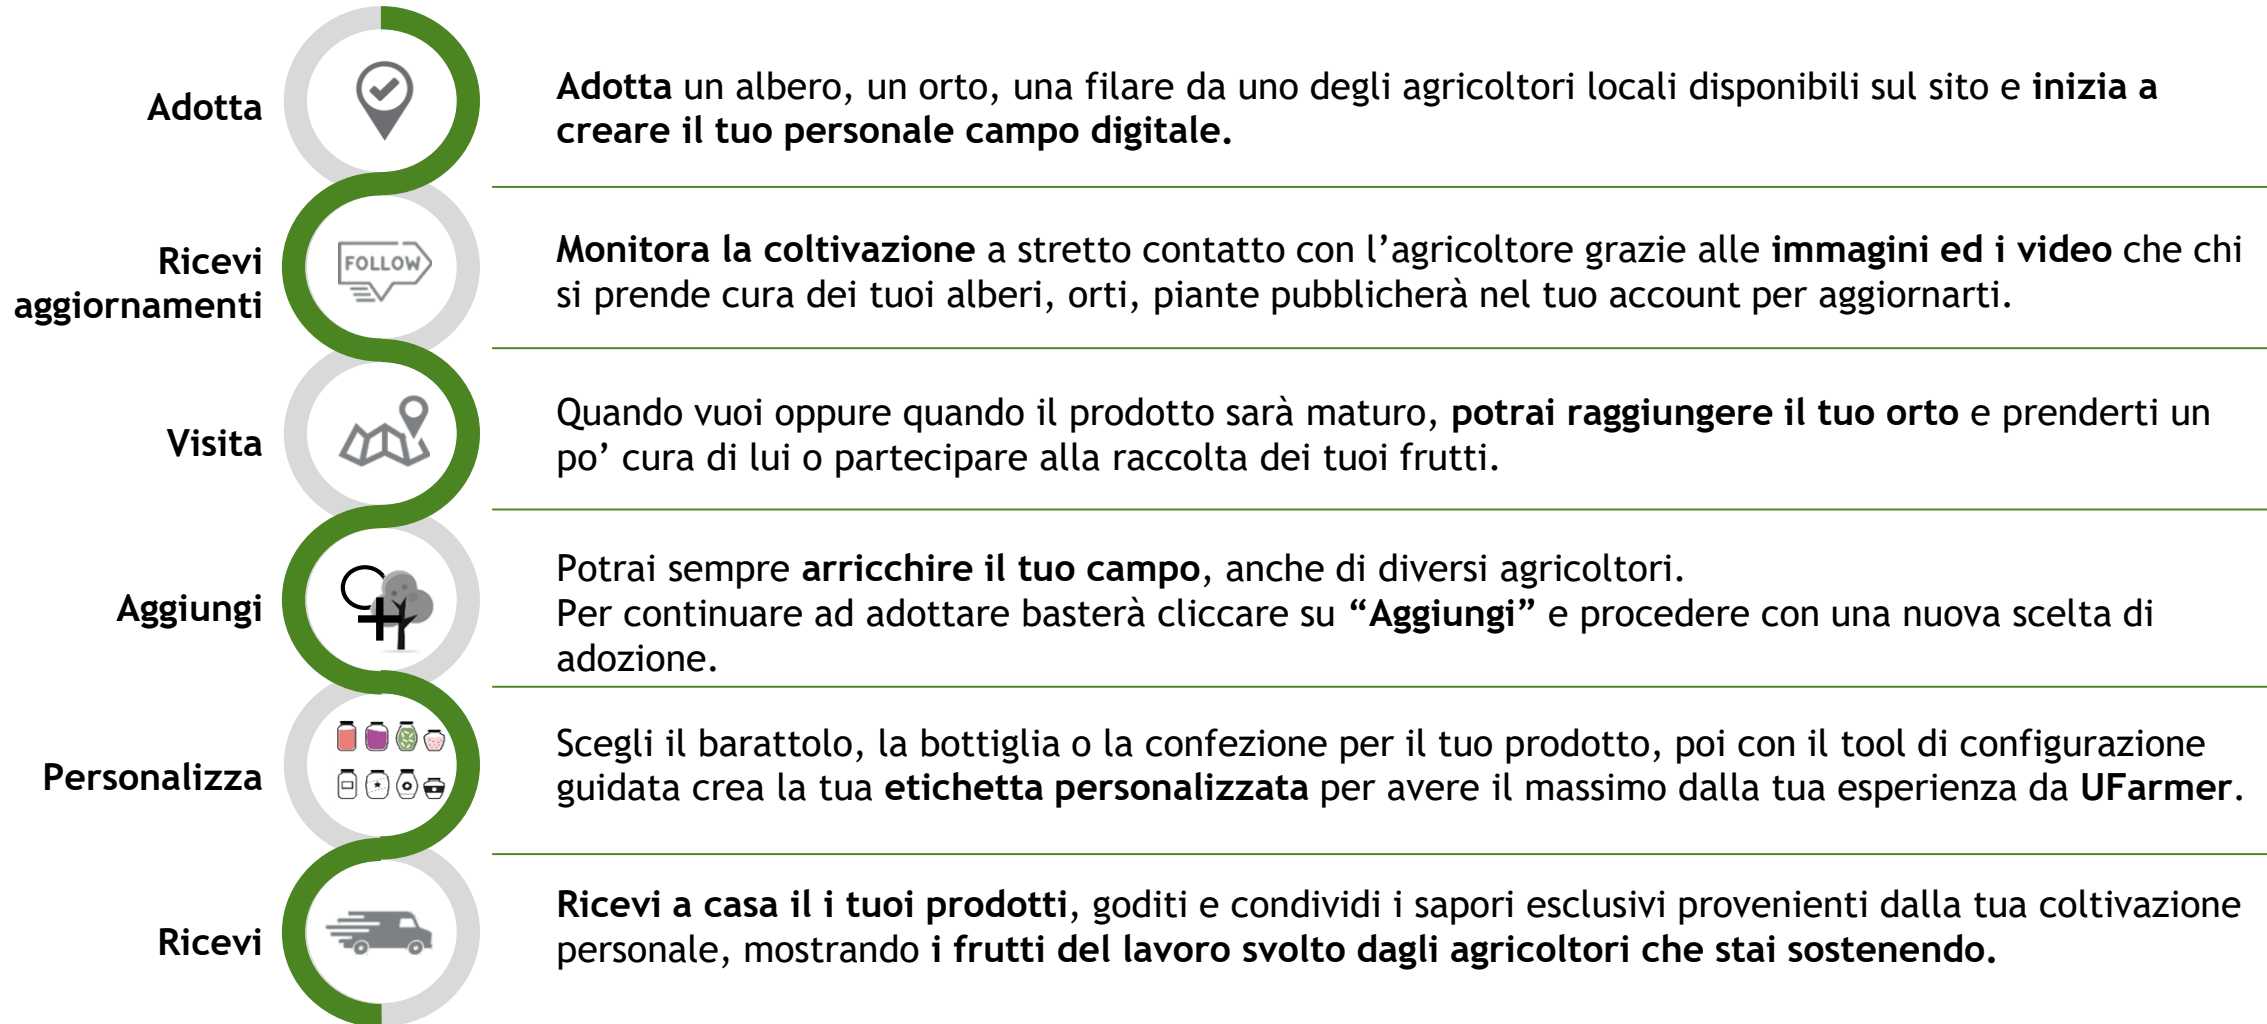 Adotta
Adotta un albero, un orto, una filare da uno degli agricoltori locali disponibili sul sito e inizia a
creare il tuo personale campo digitale.
Ricevi
aggiornamenti
FOLLOW
Monitora la coltivazione a stretto contatto con l’agricoltore grazie alle immagini ed i video che chi
si prende cura dei tuoi alberi, orti, piante pubblicherà nel tuo account per aggiornarti.
Visita
Quando vuoi oppure quando il prodotto sarà maturo, potrai raggiungere il tuo orto e prenderti un
po’ cura di lui o partecipare alla raccolta dei tuoi frutti.
Aggiungi
Potrai sempre arricchire il tuo campo, anche di diversi agricoltori.
Per continuare ad adottare basterà cliccare su “Aggiungi” e procedere con una nuova scelta di
adozione.
Personalizza
Scegli il barattolo, la bottiglia o la confezione per il tuo prodotto, poi con il tool di configurazione
guidata crea la tua etichetta personalizzata per avere il massimo dalla tua esperienza da UFarmer.
Ricevi
Ricevi a casa il i tuoi prodotti, goditi e condividi i sapori esclusivi provenienti dalla tua coltivazione
personale, mostrando i frutti del lavoro svolto dagli agricoltori che stai sostenendo.